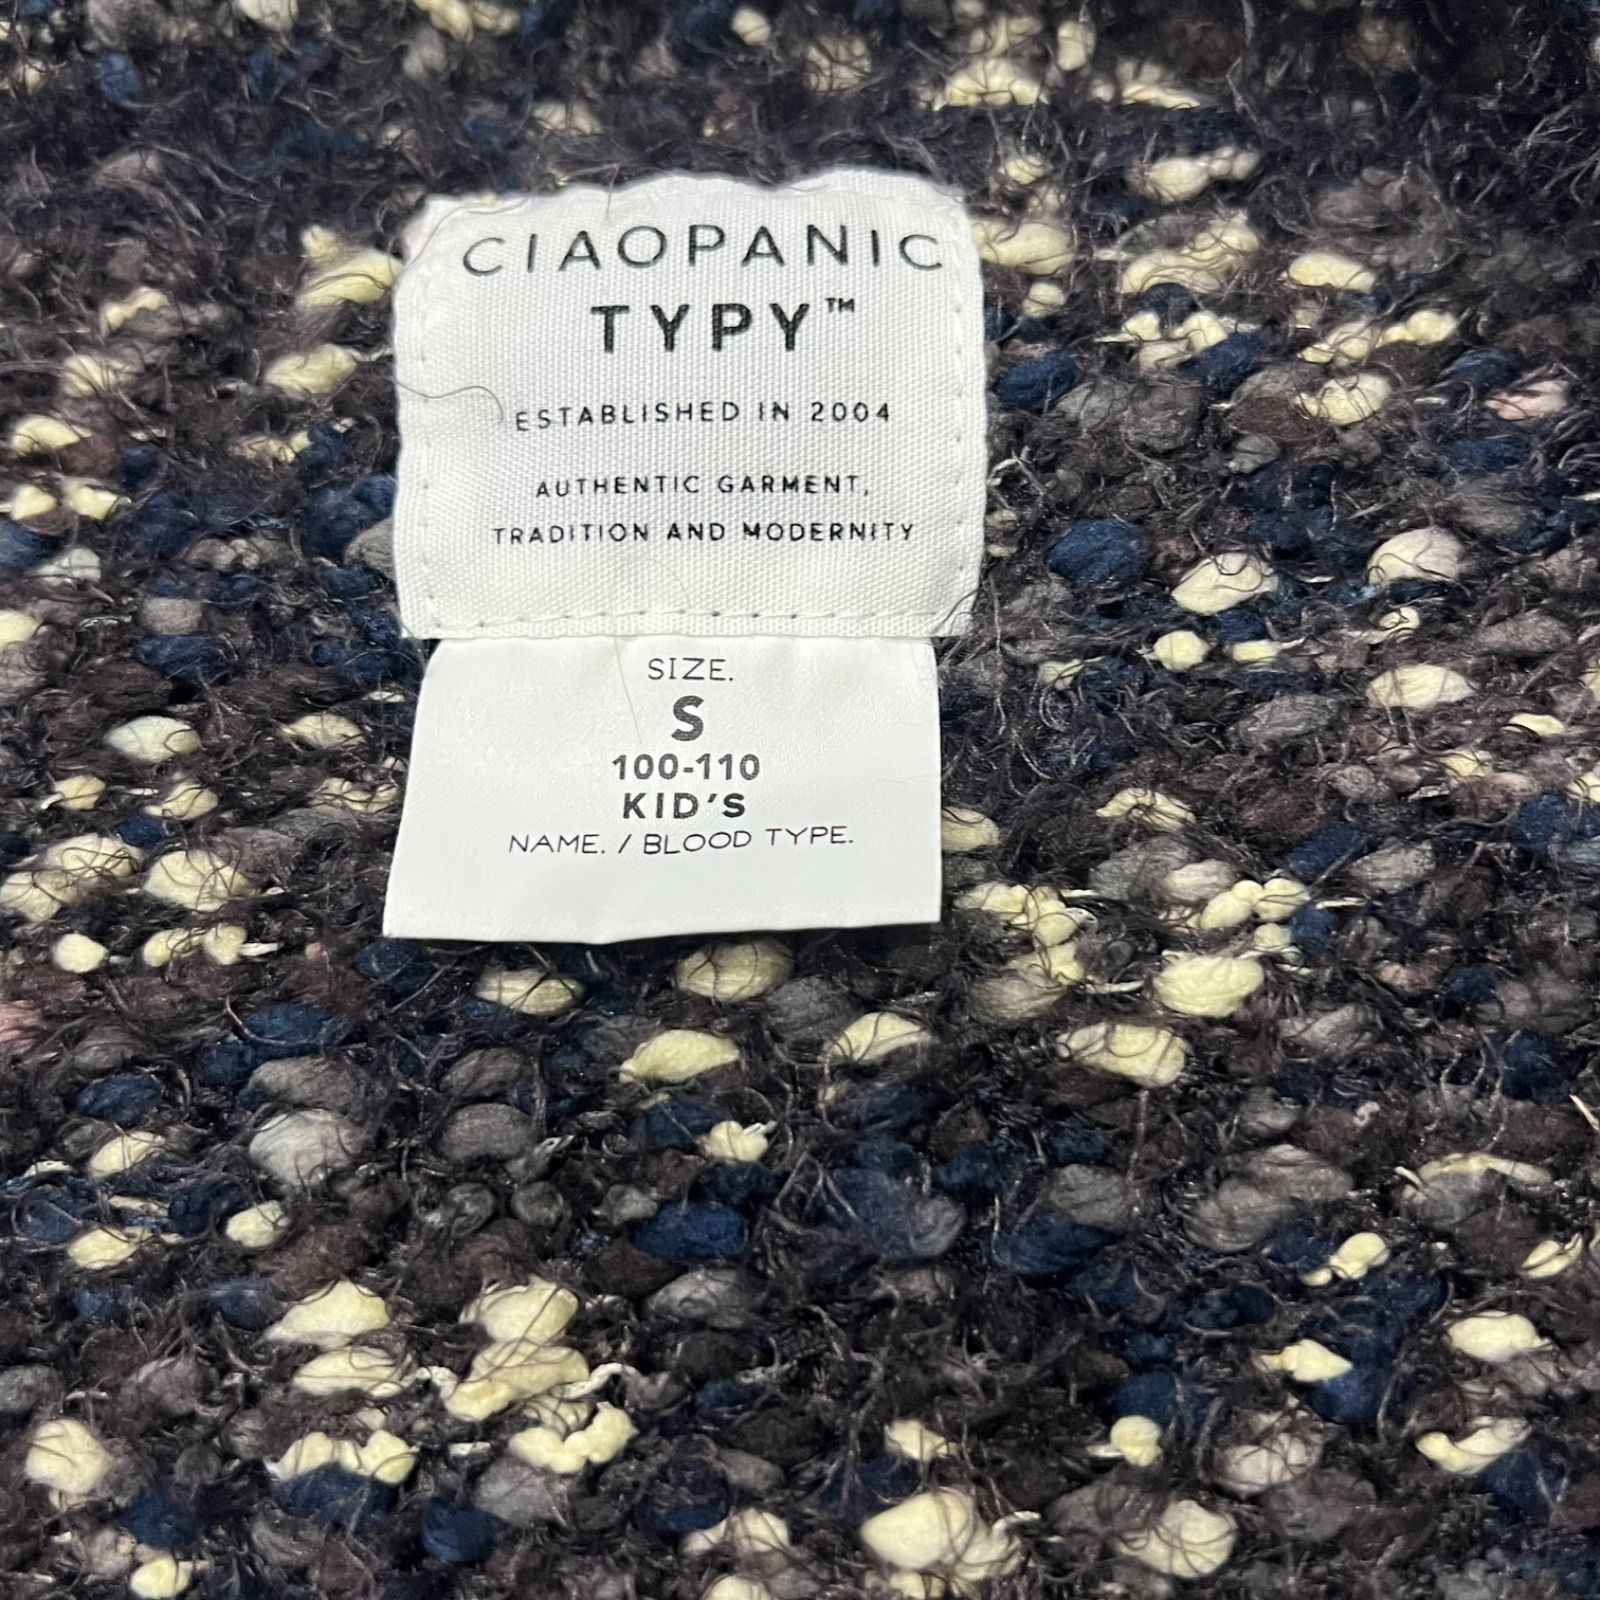 CIAOPANIC
TYPY™
ESTABLISHED IN 2004
AUTHENTIC GARMENT,
TRADITION AND MODERNITY
SIZE.
S
100-110
KID'S
NAME. / BLOOD TYPE.